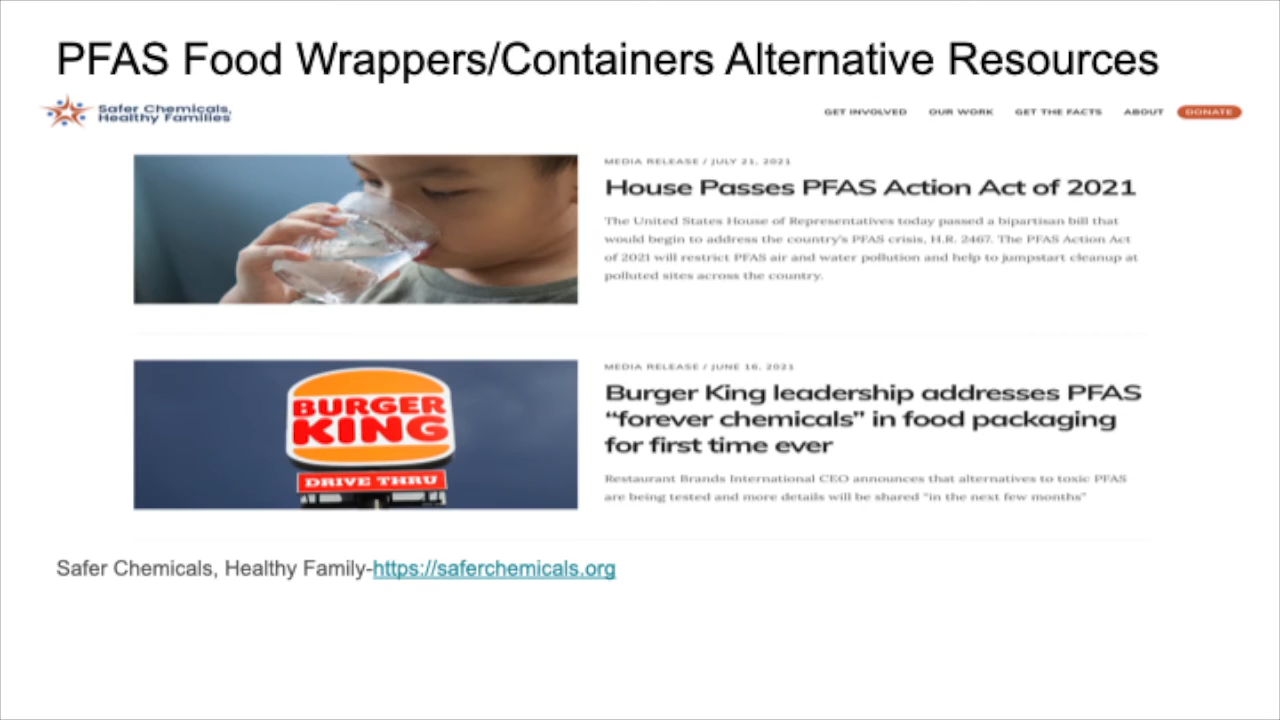 PFAS Food Wrappers/Containers Alternative Resources
Safer Chemicals,
Healthy Families
GET INVOLVED OUR WORK GET THE FACTS ABOUT DONATE
MEDIA RELEASE / JULY 21, 2021
House Passes PFAS Action Act of 2021
The United States House of Representatives today passed a bipartisan bill that
would begin to address the country's PFAS crisis, H.R. 2467. The PFAS Action Act
of 2021 will restrict PFAS air and water pollution and help to jumpstart cleanup at
polluted sites across the country.
BURGER
KING
DRIVE THRU
MEDIA RELEASE / JUNE 16, 2021
Burger King leadership addresses PFAS
“forever chemicals” in food packaging
for first time ever
Restaurant Brands International CEO announces that alternatives to toxic PFAS
are being tested and more details will be shared "in the next few months"
Safer Chemicals, Healthy Family-https://saferchemicals.org